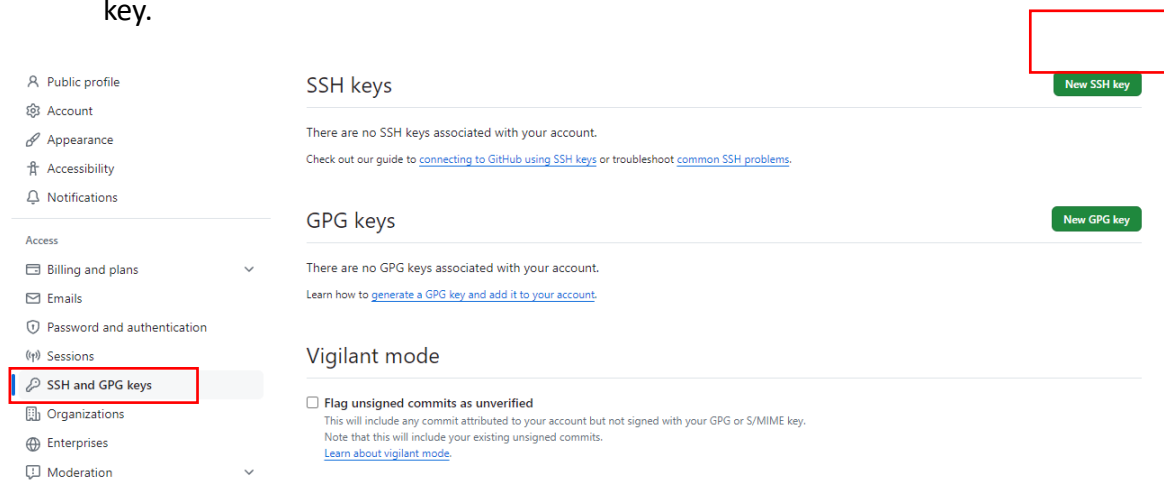 key.
Public profile
Account
Appearance
Accessibility
Notifications
Access
Billing and plans
Emails
Password and authentication
Sessions
SSH and GPG keys
Organizations
Enterprises
Moderation
SSH keys
New SSH key
There are no SSH keys associated with your account.
Check out our guide to connecting to GitHub using SSH keys or troubleshoot common SSH problems.
GPG keys
New GPG key
There are no GPG keys associated with your account.
Learn how to generate a GPG key and add it to your account.
Vigilant mode
Flag unsigned commits as unverified
This will include any commit attributed to your account but not signed with your GPG or S/MIME key.
Note that this will include your existing unsigned commits.
Learn about vigilant mode.